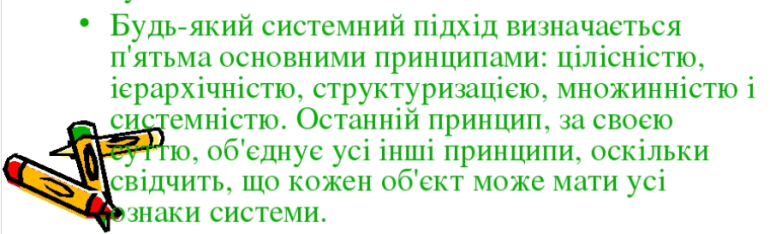 • Будь-який системний підхід визначається
п'ятьма основними принципами: цілісністю,
ієрархічністю, структуризацією, множинністю і
системністю. Останній принцип, за своєю
суттю, об'єднує усі інші принципи, оскільки
свідчить, що кожен об'єкт може мати усі
ознаки системи.